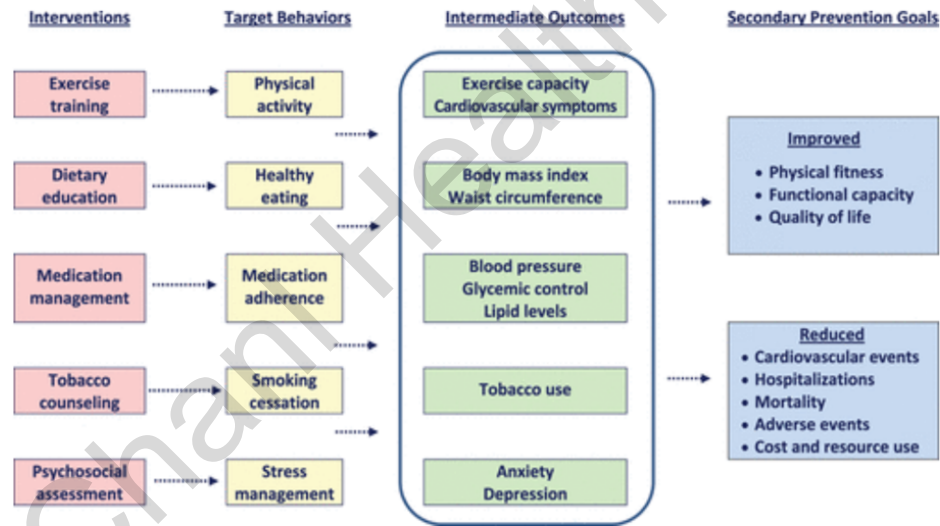 Interventions
Target Behaviors
Intermediate Outcomes
Secondary Prevention Goals
Exercise
training
Physical
activity
Exercise capacity
Cardiovascular symptoms
Dietary
education
Healthy
eating
Body mass index
Waist circumference
Medication
management
Medication
adherence
Blood pressure
Glycemic control
Lipid levels
Tobacco
counseling
Smoking
cessation
Tobacco use
Psychosocial
assessment
Stress
management
Anxiety
Depression
Improved
• Physical fitness
• Functional capacity
• Quality of life
Reduced
• Cardiovascular events
• Hospitalizations
• Mortality
• Adverse events
• Cost and resource use
Chanl Health